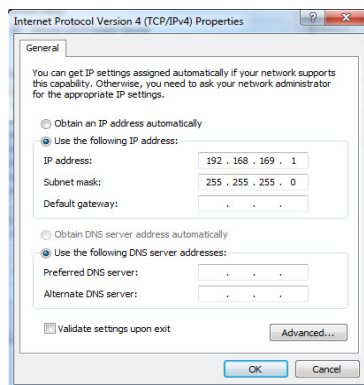 Internet Protocol Version 4 (TCP/IPv4) Properties
General
You can get IP settings assigned automatically if your network supports
this capability. Otherwise, you need to ask your network administrator
for the appropriate IP settings.
Obtain an IP address automatically
Use the following IP address:
IP address: 192 . 168 . 169 . 1
Subnet mask: 255 . 255 . 255 . 0
Default gateway: . . .
Obtain DNS server address automatically
Use the following DNS server addresses:
Preferred DNS server: . . .
Alternate DNS server: . . .
Validate settings upon exit
Advanced...
OK Cancel